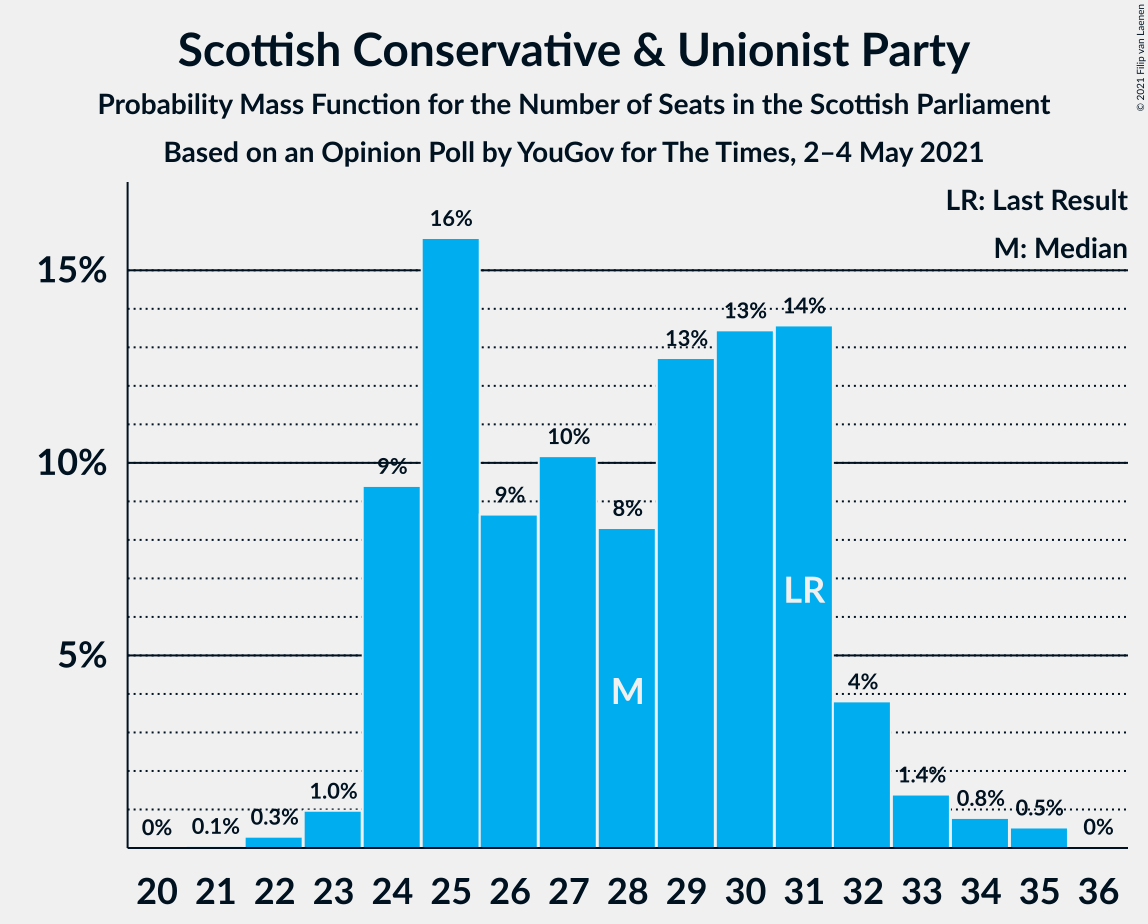 Scottish Conservative & Unionist Party
Probability Mass Function for the Number of Seats in the Scottish Parliament
Based on an Opinion Poll by YouGov for The Times, 2–4 May 2021
© 2021 Filip van Laenen
LR: Last Result
M: Median
15%
10%
5%
0%
0.1%
0.3%
1.0%
9%
16%
9%
10%
8%
13%
13%
14%
4%
1.4%
0.8%
0.5%
0%
LR
M
20 21 22 23 24 25 26 27 28 29 30 31 32 33 34 35 36